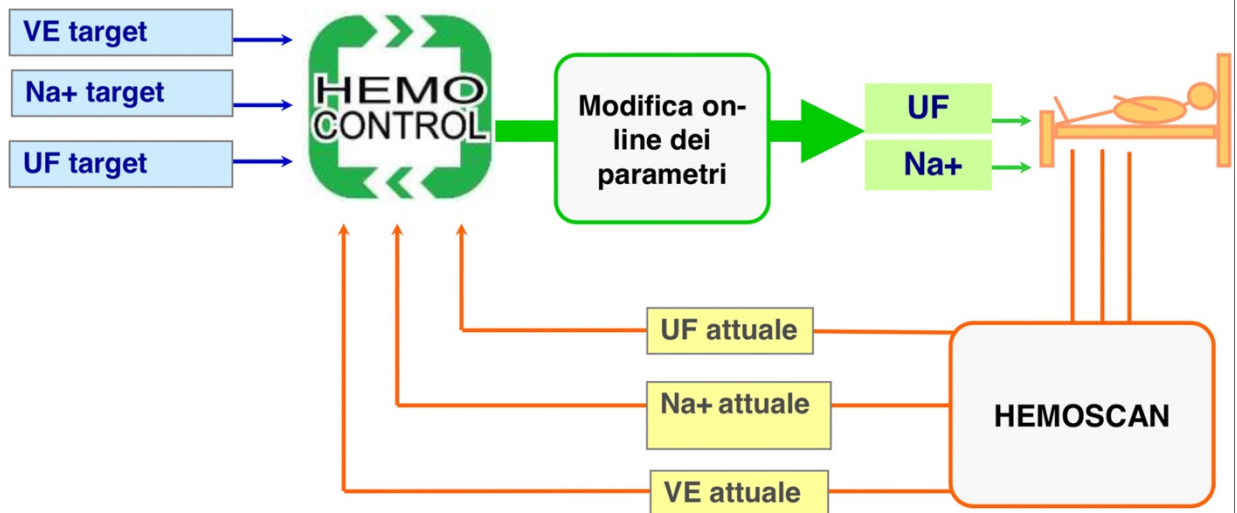 VE target
Na+ target
UF target
HEMO
CONTROL
Modifica on-
line dei
parametri
UF
Na+
UF attuale
Na+ attuale
VE attuale
HEMOSCAN